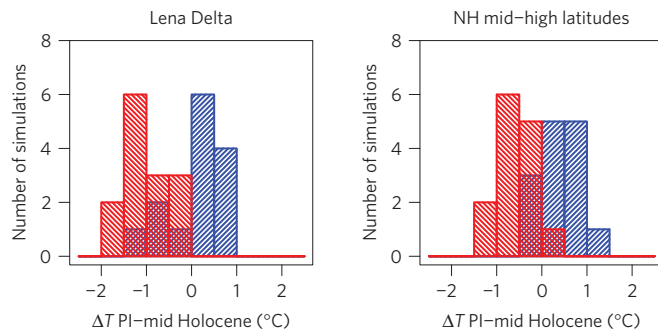 Lena Delta
Number of simulations
8
6
4
2
0
−2 −1 0 1 2
ΔT PI−mid Holocene (°C)
NH mid−high latitudes
Number of simulations
8
6
4
2
0
−2 −1 0 1 2
ΔT PI−mid Holocene (°C)